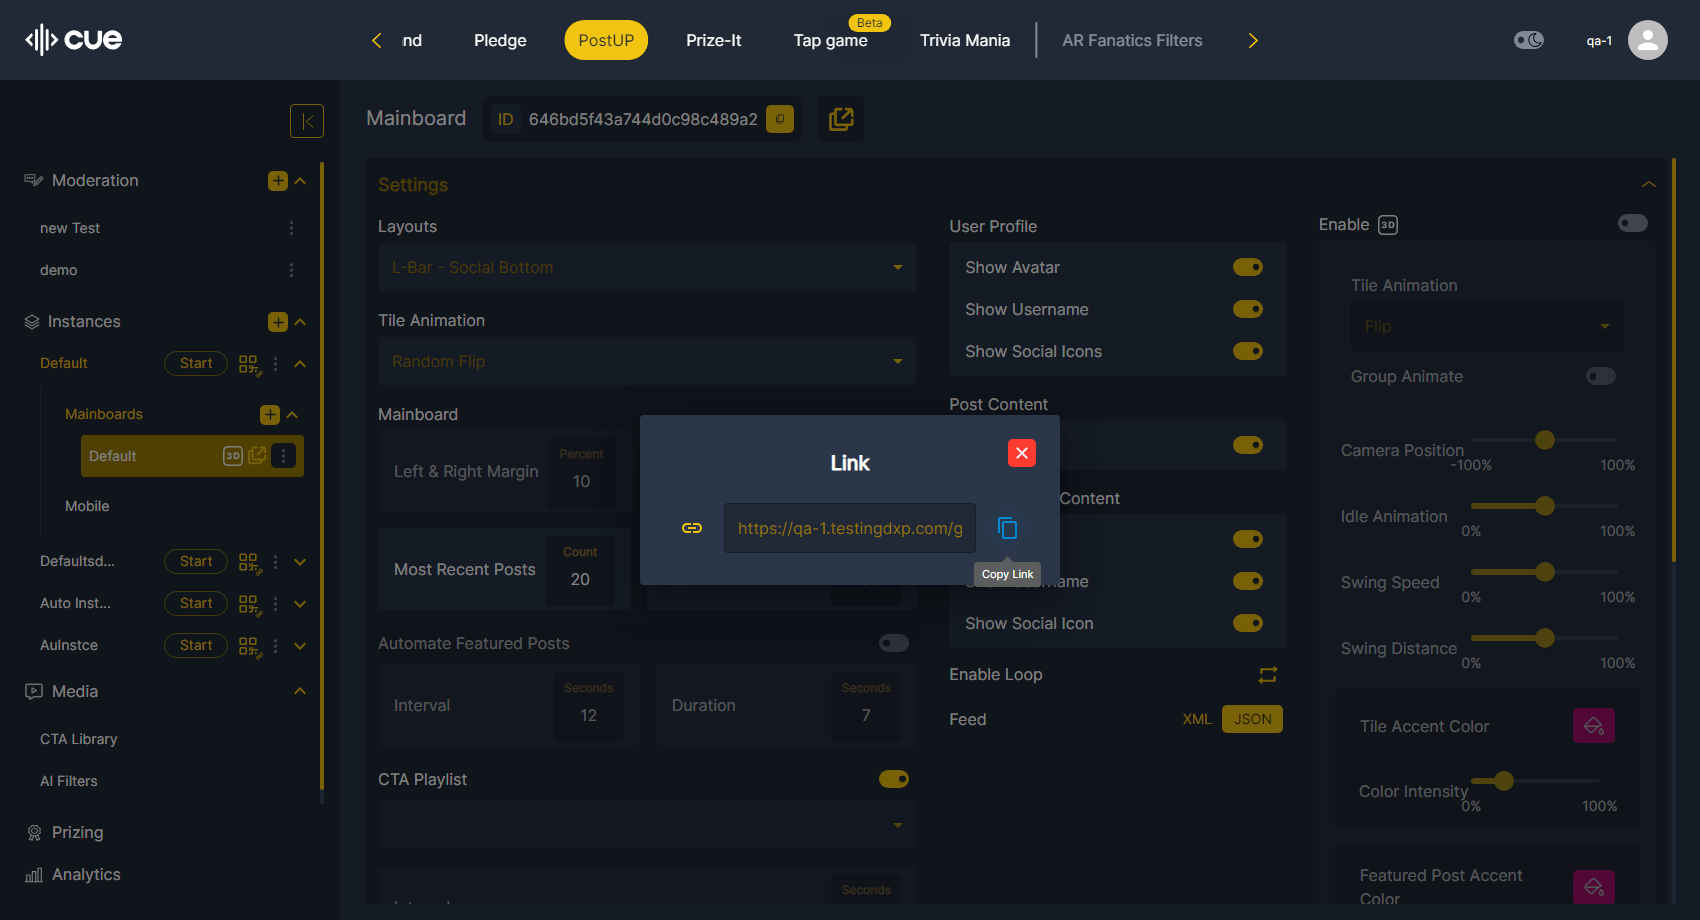 cue
nd
Pledge
PostUP
Prize-It
Beta
Tap game
Trivia Mania
AR Fanatics Filters
qa-1
Mainboard
ID
646bd5f43a744d0c98c489a2
Moderation
new Test
demo
Instances
Default
Start
Mainboards
Default
3D
Mobile
Defaultsd...
Start
Auto Inst...
Start
AuInstce
Start
Media
CTA Library
AI Filters
Prizing
Analytics
Settings
Layouts
L-Bar - Social Bottom
Tile Animation
Random Flip
Mainboard
Left & Right Margin
Percent
10
Most Recent Posts
Count
20
Automate Featured Posts
Interval
Seconds
12
Duration
Seconds
7
CTA Playlist
Seconds
User Profile
Show Avatar
Show Username
Show Social Icons
Post Content
Content
name
Show Social Icon
Enable Loop
Feed
XML
JSON
Link
https://qa-1.testingdxp.com/g
Copy Link
Enable
3D
Tile Animation
Flip
Group Animate
Camera Position
-100%
100%
Idle Animation
0%
100%
Swing Speed
0%
100%
Swing Distance
0%
100%
Tile Accent Color
Color Intensity
0%
100%
Featured Post Accent
Color